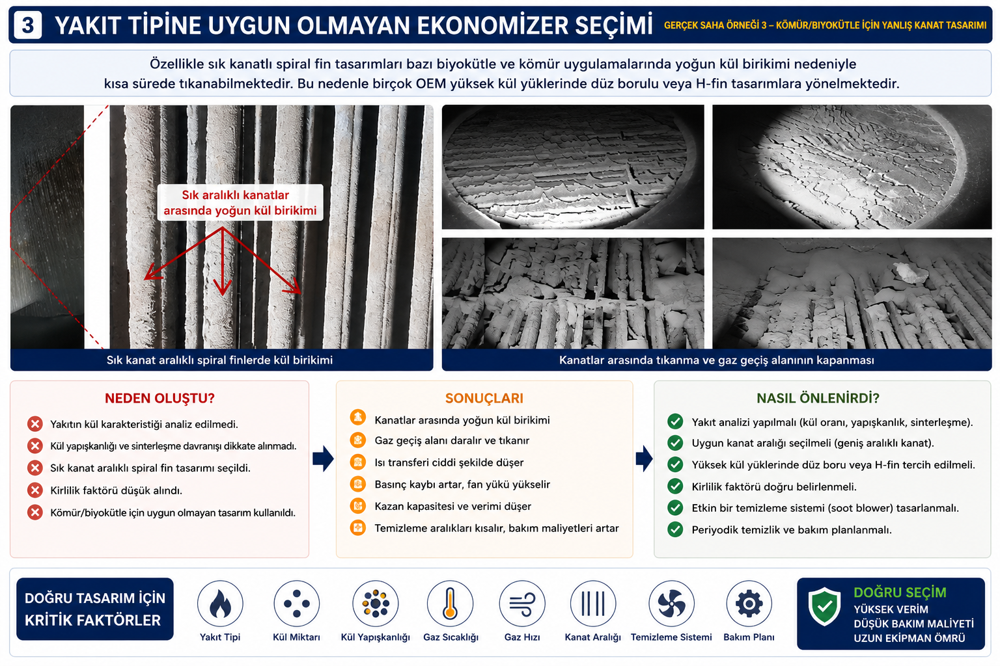 3
YAKIT TİPİNE UYGUN OLMAYAN EKONOMİZER SEÇİMİ
GERÇEK SAHA ÖRNEĞİ 3 – KÖMÜR/BIYOKÜTLE İÇİN YANLIŞ KANAT TASARIMI
Özellikle sık kanatlı spiral fin tasarımları bazı biyokütle ve kömür uygulamalarında yoğun kül birikimi nedeniyle
kısa sürede tıkanabilmektedir. Bu nedenle birçok OEM yüksek kül yüklerinde düz borulu veya H-fin tasarımlara yönelmektedir.
Sık aralıklı kanatlar
arasında yoğun kül birikimi
Sık kanat aralıklı spiral finlerde kül birikimi
Kanatlar arasında tıkanma ve gaz geçiş alanının kapanması
NEDEN OLUŞTU?
Yakıtın kül karakteristiği analiz edilmedi.
Kül yapışkanlığı ve sinterleşme davranışı dikkate alınmadı.
Sık kanat aralıklı spiral fin tasarımı seçildi.
Kirlilik faktörü düşük alındı.
Kömür/biyokütle için uygun olmayan tasarım kullanıldı.
SONUÇLARI
Kanatlar arasında yoğun kül birikimi
Gaz geçiş alanı daralır ve tıkanır
Isı transferi ciddi şekilde düşer
Basınç kaybı artar, fan yükü yükselir
Kazan kapasitesi ve verimi düşer
Temizleme aralıkları kısalır, bakım maliyetleri artar
NASIL ÖNLENİRDİ?
Yakıt analizi yapılmalı (kül oranı, yapışkanlık, sinterleşme).
Uygun kanat aralığı seçilmeli (geniş aralıklı kanat).
Yüksek kül yüklerinde düz boru veya H-fin tercih edilmeli.
Kirlilik faktörü doğru belirlenmeli.
Etkin bir temizleme sistemi (soot blower) tasarlanmalı.
Periyodik temizlik ve bakım planlanmalı.
DOĞRU TASARIM İÇİN
KRİTİK FAKTÖRLER
Yakıt Tipi
Kül Miktarı
Kül Yapışkanlığı
Gaz Sıcaklığı
Gaz Hızı
Kanat Aralığı
Temizleme Sistemi
Bakım Planı
DOĞRU SEÇİM
YÜKSEK VERİM
DÜŞÜK BAKIM MALİYETİ
UZUN EKİPMAN ÖMRÜ